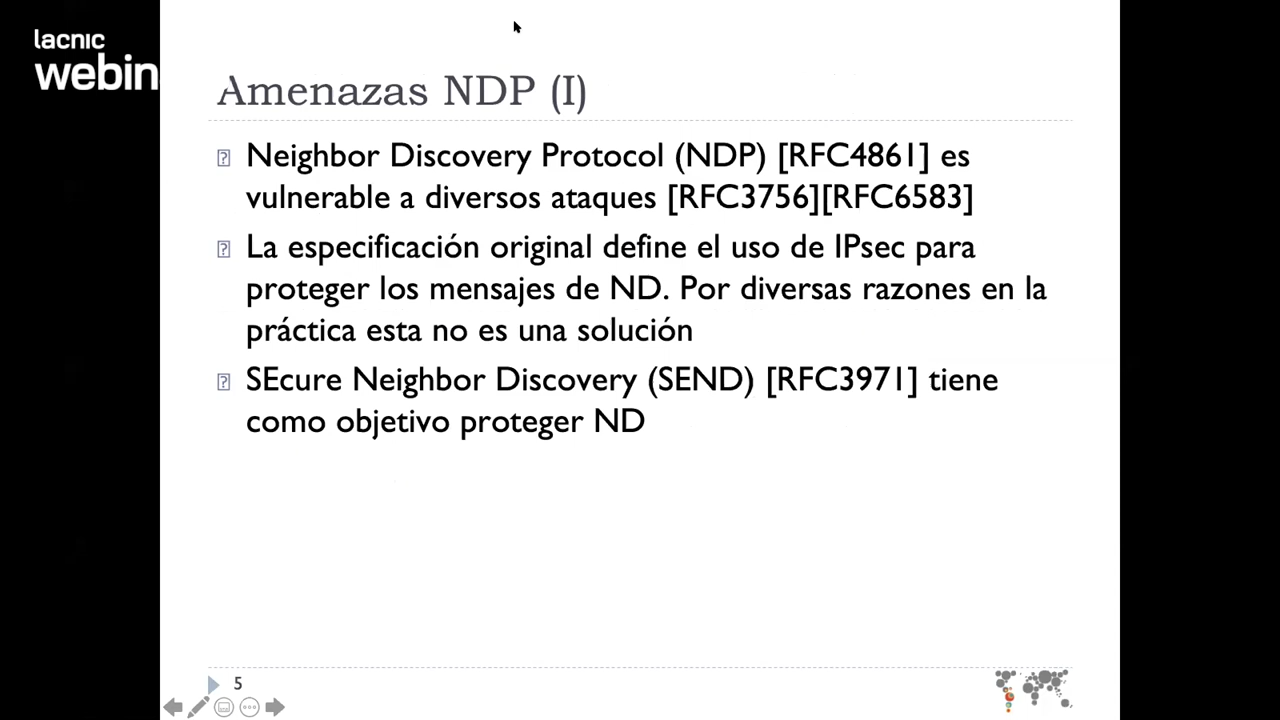 lacnic
webin
Amenazas NDP (I)
Neighbor Discovery Protocol (NDP) [RFC4861] es
vulnerable a diversos ataques [RFC3756][RFC6583]
La especificación original define el uso de IPsec para
proteger los mensajes de ND. Por diversas razones en la
práctica esta no es una solución
SEcure Neighbor Discovery (SEND) [RFC3971] tiene
como objetivo proteger ND
5